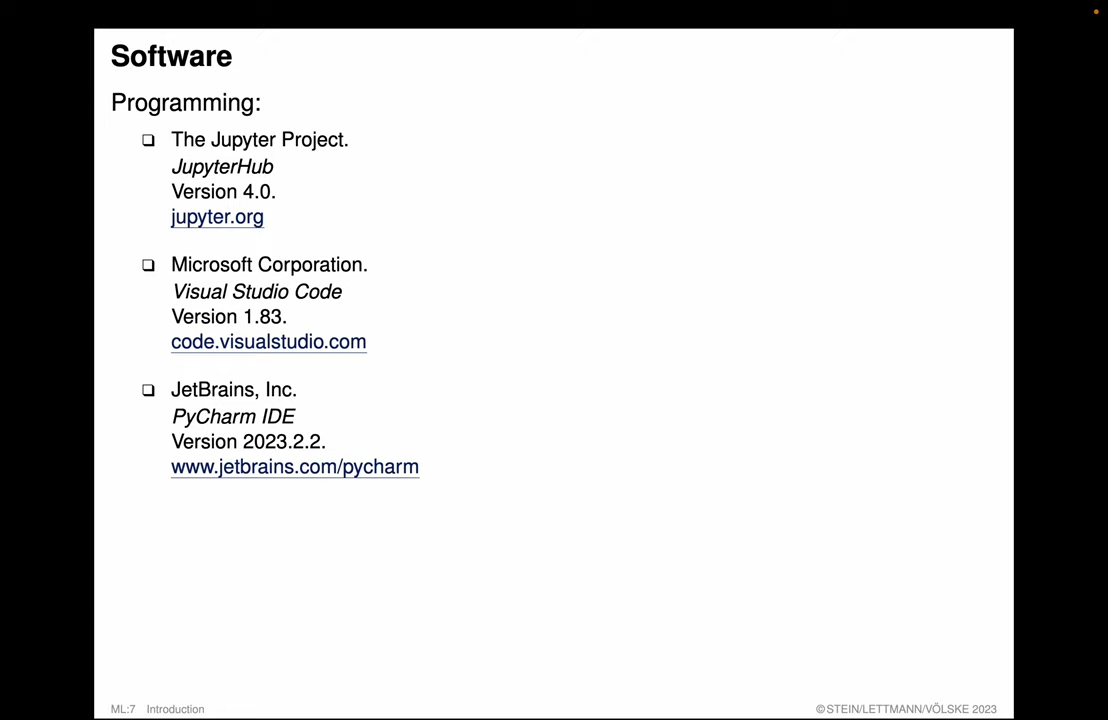 Software
Programming:
❏ The Jupyter Project.
JupyterHub
Version 4.0.
jupyter.org
❏ Microsoft Corporation.
Visual Studio Code
Version 1.83.
code.visualstudio.com
❏ JetBrains, Inc.
PyCharm IDE
Version 2023.2.2.
www.jetbrains.com/pycharm
ML:7 Introduction
©STEIN/LETTMANN/VÖLSKE 2023